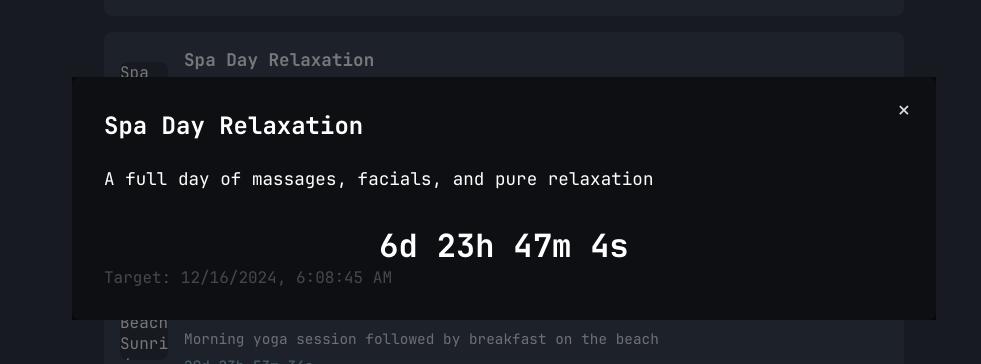 Spa Day Relaxation
Spa
Spa Day Relaxation
×
A full day of massages, facials, and pure relaxation
6d 23h 47m 4s
Target: 12/16/2024, 6:08:45 AM
Beach
Sunri
Morning yoga session followed by breakfast on the beach